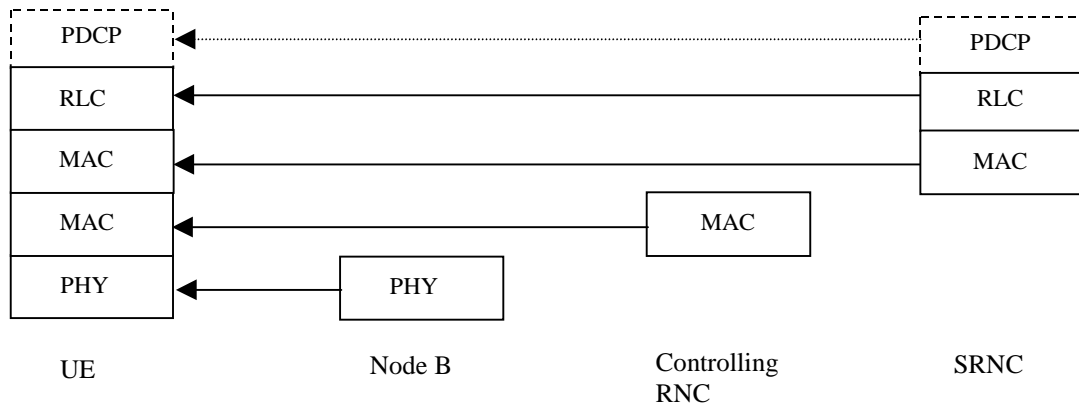 PDCP
PDCP
RLC
RLC
MAC
MAC
MAC
MAC
PHY
PHY
UE
Node B
Controlling
RNC
SRNC